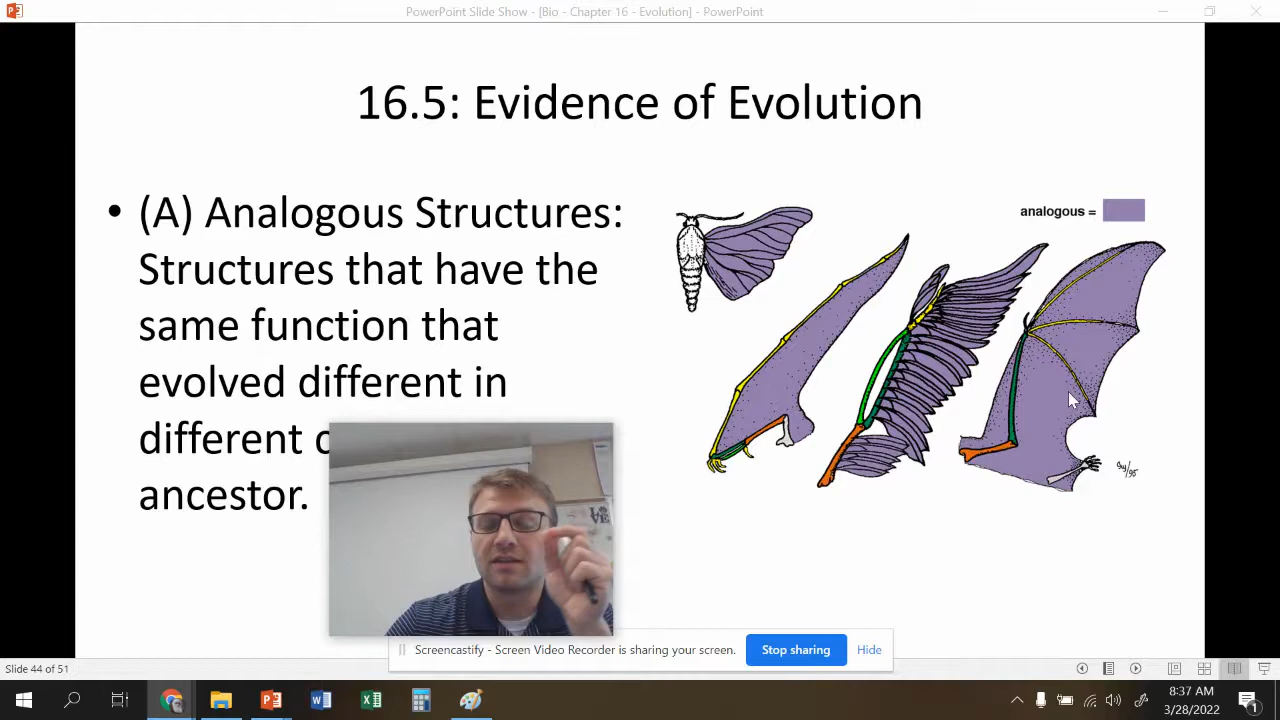 PowerPoint Slide Show - [Bio - Chapter 16 - Evolution] - PowerPoint
16.5: Evidence of Evolution
• (A) Analogous Structures:
Structures that have the
same function that
evolved different in
different
ancestor.
analogous =
Screencastify - Screen Video Recorder is sharing your screen.
Stop sharing
Hide
Slide 44 of 51
8:37 AM
3/28/2022
1